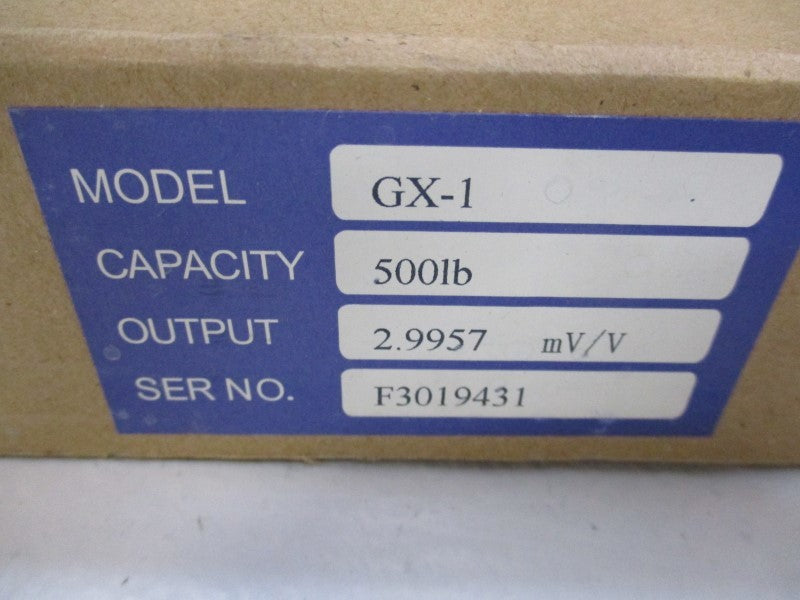 MODEL GX-1
CAPACITY 500lb
OUTPUT 2.9957 mV/V
SER NO. F3019431